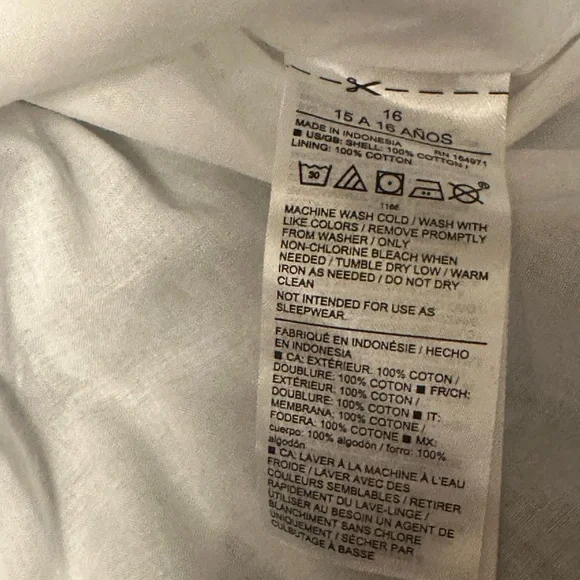 16
15 A 16 AÑOS
MADE IN INDONESIA RN 164971
■ US/GB: SHELL: 100% COTTON /
LINING: 100% COTTON
30
1166
MACHINE WASH COLD / WASH WITH
LIKE COLORS / REMOVE PROMPTLY
FROM WASHER / ONLY
NON-CHLORINE BLEACH WHEN
NEEDED / TUMBLE DRY LOW / WARM
IRON AS NEEDED / DO NOT DRY
CLEAN
NOT INTENDED FOR USE AS
SLEEPWEAR.
FABRIQUÉ EN INDONÉSIE / HECHO
EN INDONESIA
■ CA: EXTÉRIEUR: 100% COTON /
DOUBLURE: 100% COTON ■ FR/CH:
EXTÉRIEUR: 100% COTON /
DOUBLURE: 100% COTON ■ IT:
MEMBRANA: 100% COTONE /
FODERA: 100% COTONE ■ MX:
cuerpo: 100% algodón / forro: 100%
algodón
■ CA: LAVER À LA MACHINE À L'EAU
FROIDE / LAVER AVEC DES
COULEURS SEMBLABLES / RETIRER
RAPIDEMENT DU LAVE-LINGE /
UTILISER AU BESOIN UN AGENT DE
BLANCHIMENT SANS CHLORE
UNIQUEMENT / SÉCHER PAR
CULBUTAGE À BASSE